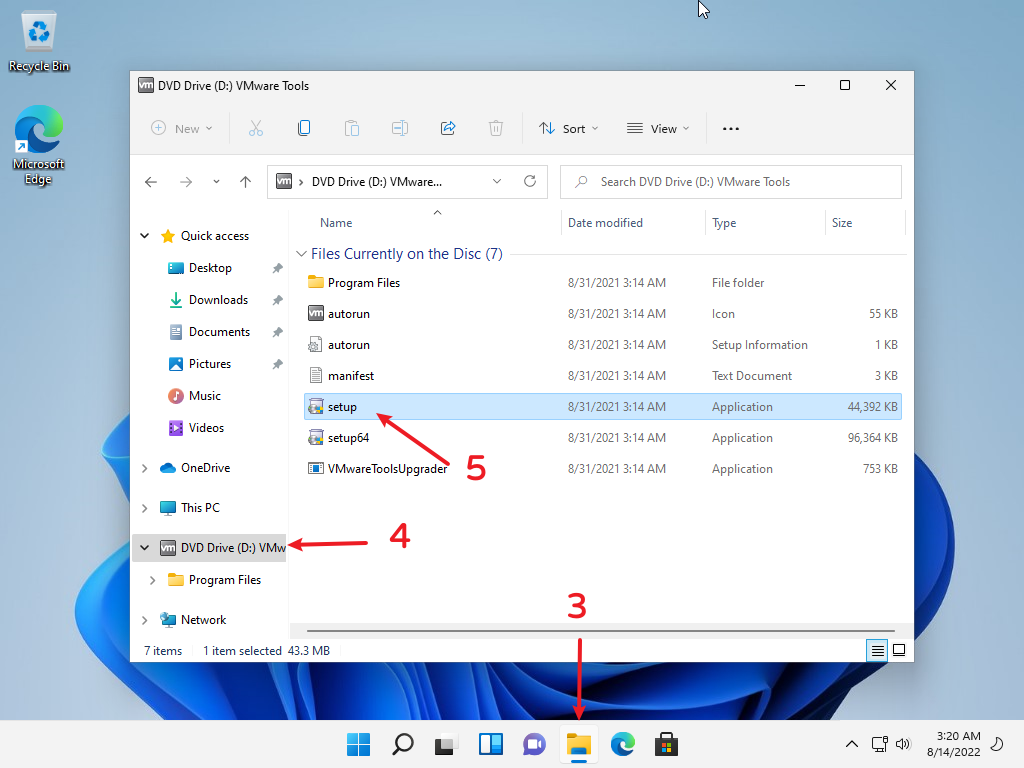 Recycle Bin
Microsoft
Edge
vm DVD Drive (D:) VMware Tools
New
Sort
View
vm DVD Drive (D:) VMware...
Search DVD Drive (D:) VMware Tools
Name Date modified Type Size
Quick access
Desktop
Downloads
Documents
Pictures
Music
Videos
OneDrive
This PC
vm DVD Drive (D:) VMw
Program Files
Network
Files Currently on the Disc (7)
Program Files 8/31/2021 3:14 AM File folder
vm autorun 8/31/2021 3:14 AM Icon 55 KB
autorun 8/31/2021 3:14 AM Setup Information 1 KB
manifest 8/31/2021 3:14 AM Text Document 3 KB
setup 8/31/2021 3:14 AM Application 44,392 KB
setup64 8/31/2021 3:14 AM Application 96,364 KB
VMwareToolsUpgrader 8/31/2021 3:14 AM Application 753 KB
5
4
3
7 items 1 item selected 43.3 MB
3:20 AM
8/14/2022